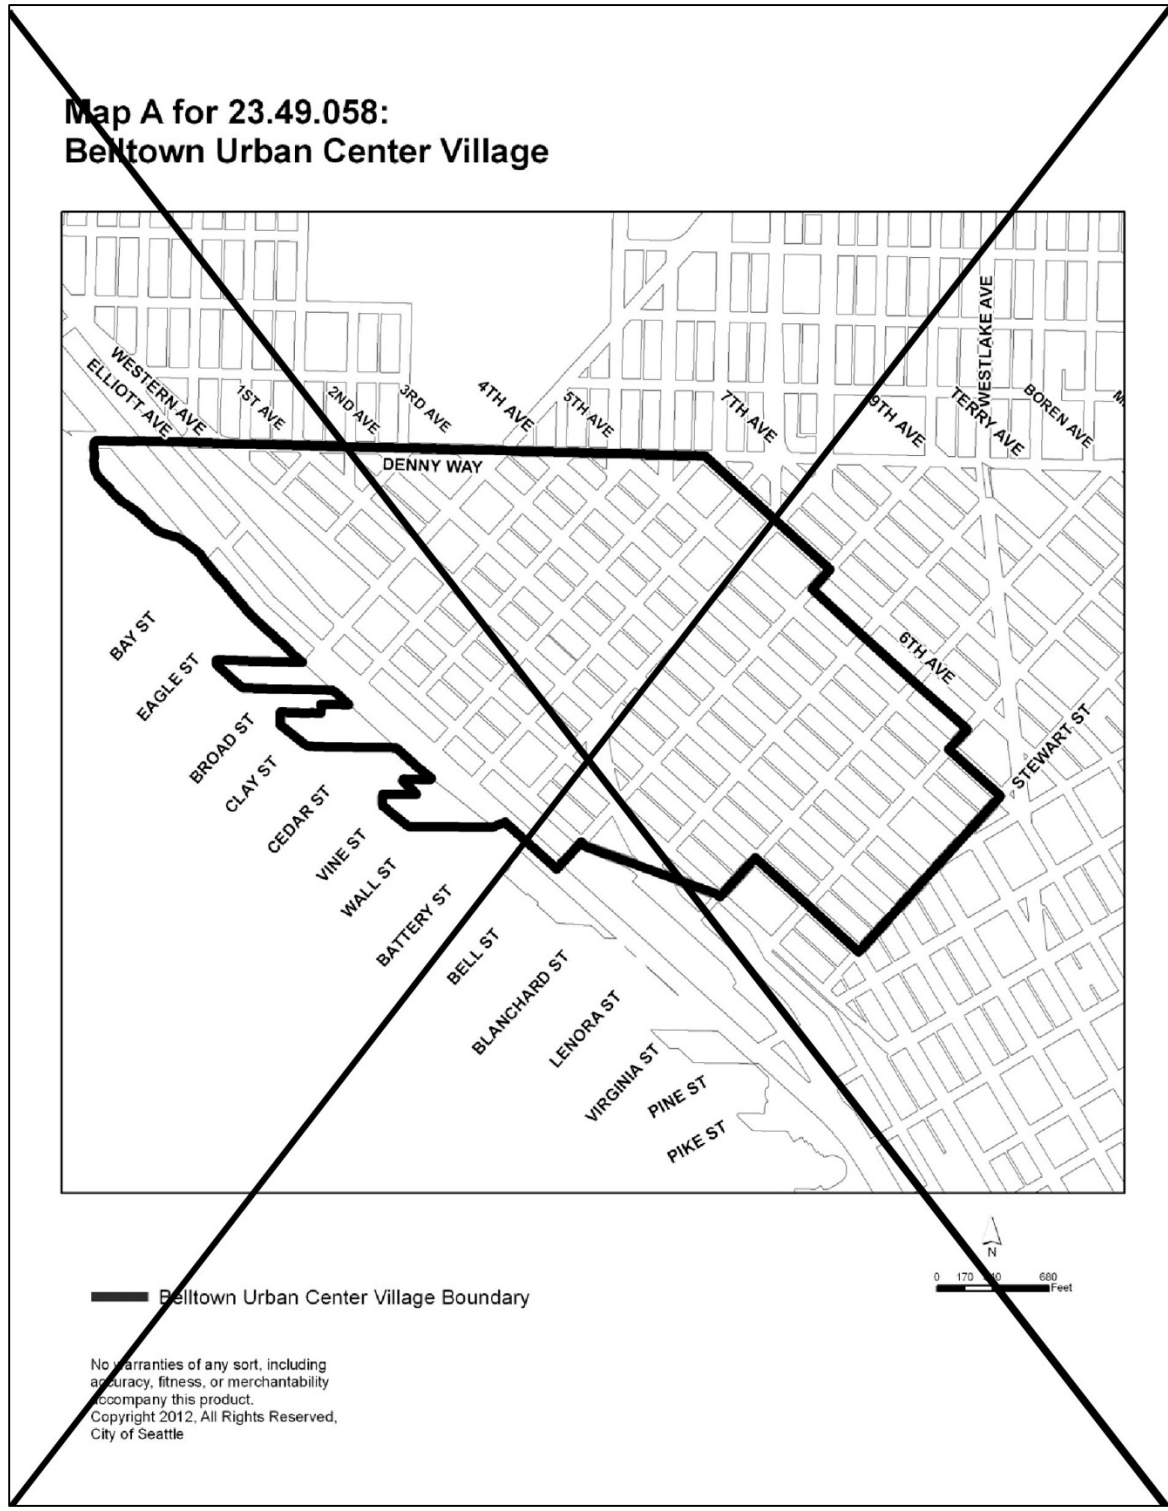 Map A for 23.49.058:
Belltown Urban Center Village
WESTLAKE AVE
WESTERN AVE
ELLIOTT AVE
1ST AVE
2ND AVE
3RD AVE
4TH AVE
5TH AVE
7TH AVE
9TH AVE
TERRY AVE
BOREN AVE
DENNY WAY
6TH AVE
STEWART ST
BAY ST
EAGLE ST
BROAD ST
CLAY ST
CEDAR ST
VINE ST
WALL ST
BATTERY ST
BELL ST
BLANCHARD ST
LENORA ST
VIRGINIA ST
PINE ST
PIKE ST
N
0 170 340 680
Feet
Belltown Urban Center Village Boundary
No warranties of any sort, including
accuracy, fitness, or merchantability
accompany this product.
Copyright 2012, All Rights Reserved,
City of Seattle